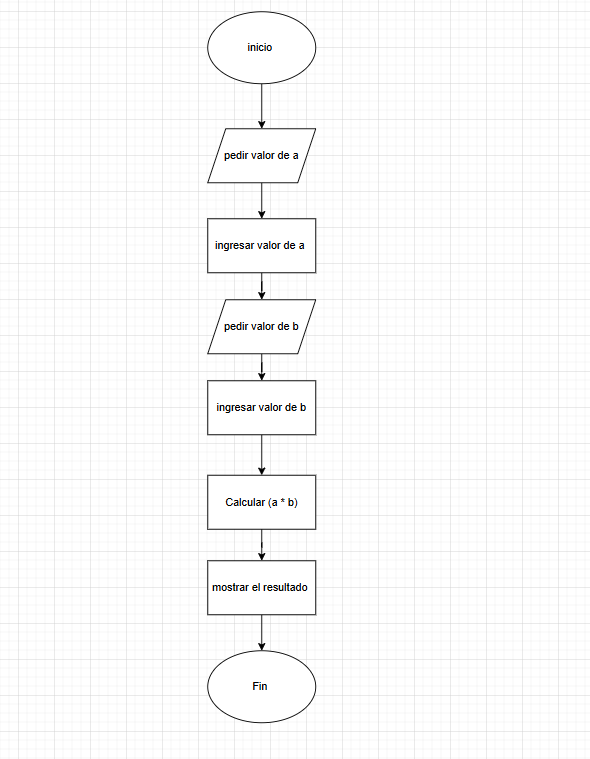 inicio
pedir valor de a
ingresar valor de a
pedir valor de b
ingresar valor de b
Calcular (a * b)
mostrar el resultado
Fin